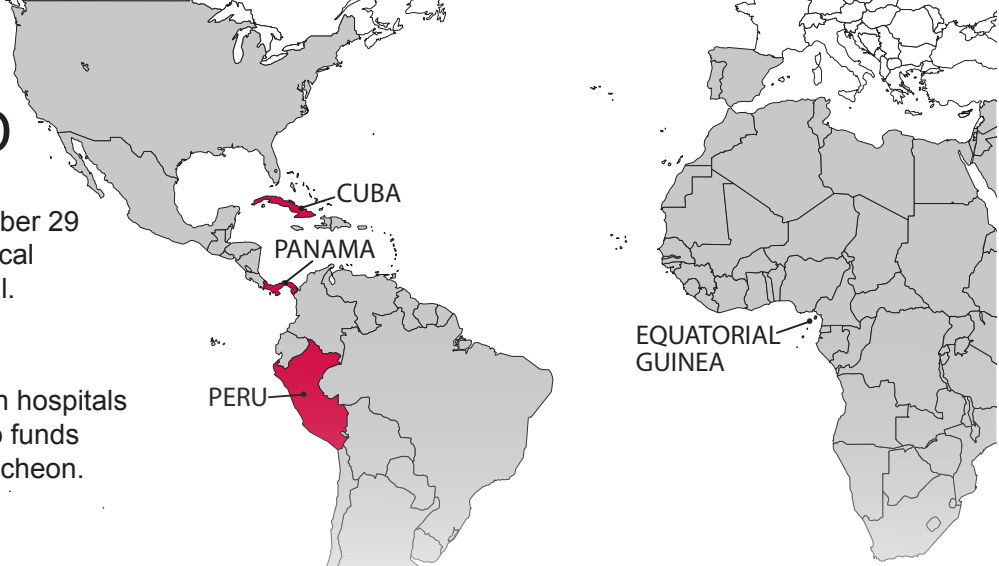 ber 29
cal
l.
n hospitals
funds
cheon.
CUBA
PANAMA
PERU
EQUATORIAL
GUINEA